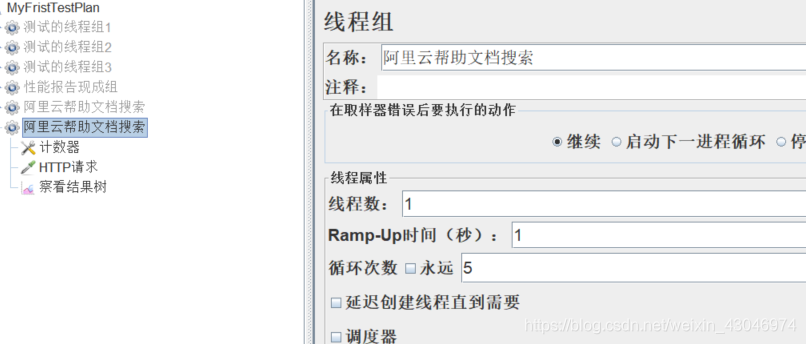 MyFristTestPlan
测试的线程组1
测试的线程组2
测试的线程组3
性能报告现成组
阿里云帮助文档搜索
阿里云帮助文档搜索
计数器
HTTP请求
察看结果树
线程组
名称： 阿里云帮助文档搜索
注释：
在取样器错误后要执行的动作
继续 启动下一进程循环 停
线程属性
线程数： 1
Ramp-Up时间（秒）： 1
循环次数 永远 5
延迟创建线程直到需要
调度器
https://blog.csdn.net/weixin_43046974